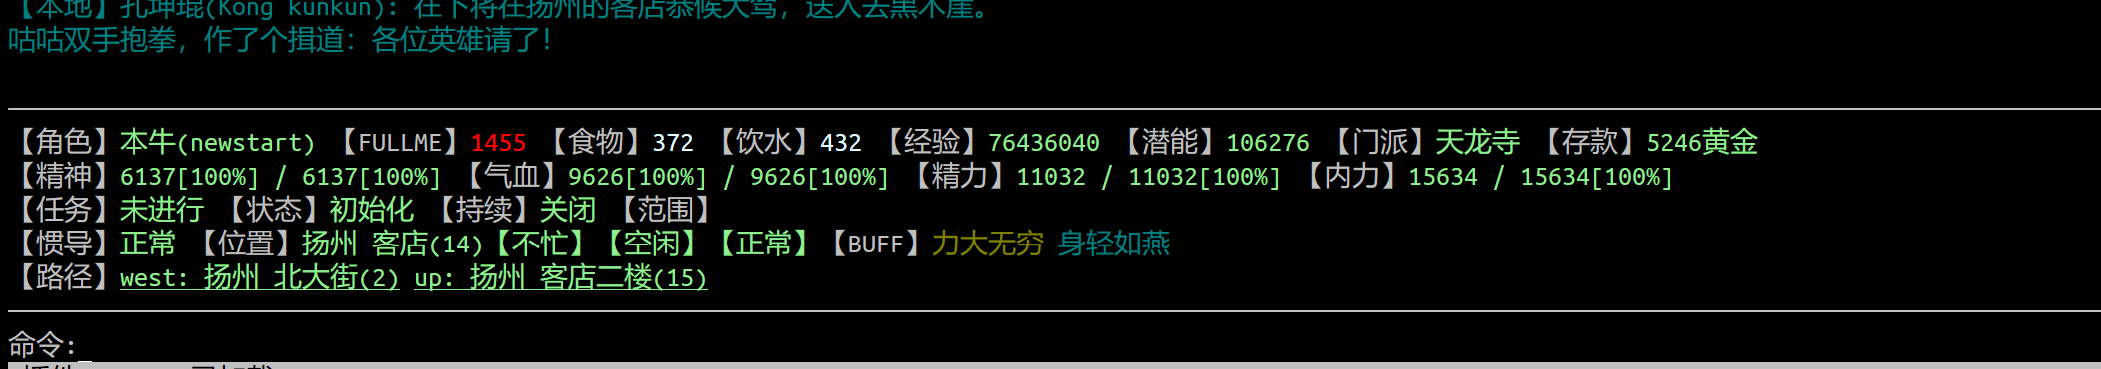 【本地】孔坤琨(Kong kunkun)：在下将在扬州的客店恭候大驾，送人去黑木崖。
咕咕双手抱拳，作了个揖道：各位英雄请了！
【角色】本牛(newstart) 【FULLME】1455 【食物】372 【饮水】432 【经验】76436040 【潜能】106276 【门派】天龙寺 【存款】5246黄金
【精神】6137[100%] / 6137[100%] 【气血】9626[100%] / 9626[100%] 【精力】11032 / 11032[100%] 【内力】15634 / 15634[100%]
【任务】未进行 【状态】初始化 【持续】关闭 【范围】
【惯导】正常 【位置】扬州 客店(14)【不忙】【空闲】【正常】【BUFF】力大无穷 身轻如燕
【路径】west: 扬州 北大街(2) up: 扬州 客店二楼(15)
命令: